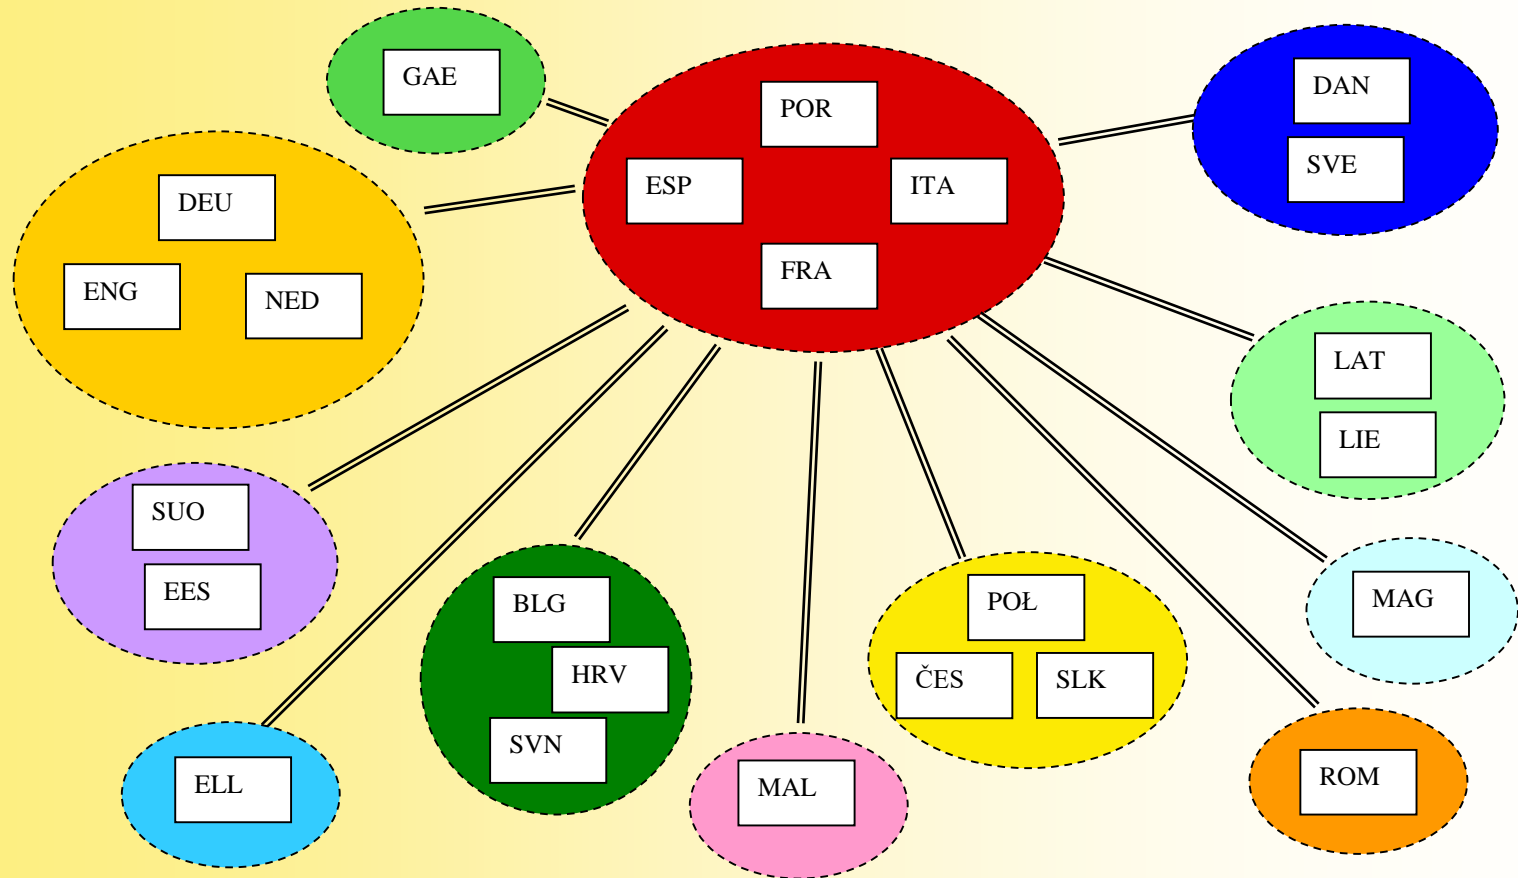 GAE
POR
ESP
ITA
FRA
DAN
SVE
DEU
ENG
NED
LAT
LIE
SUO
EES
BLG
HRV
SVN
POŁ
ČES
SLK
MAG
ELL
MAL
ROM